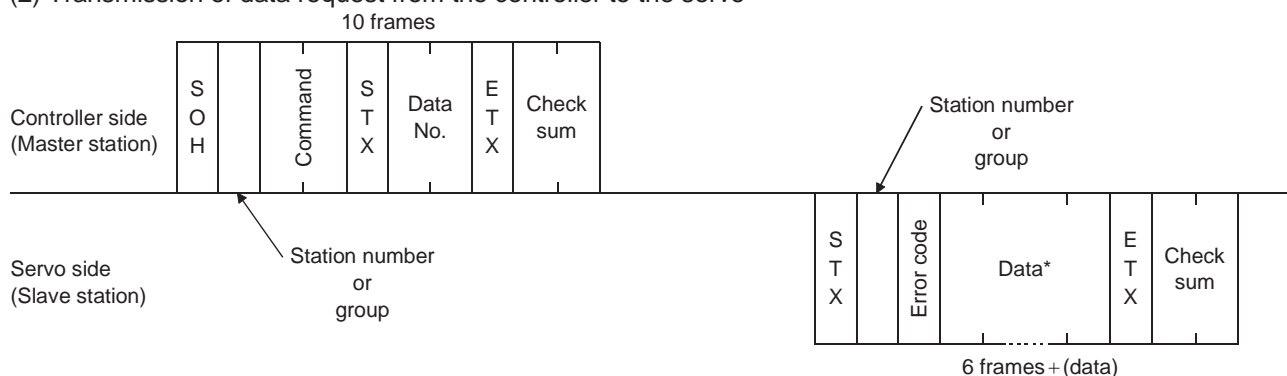 (2) Transmission of data request from the controller to the servo
10 frames
Controller side
(Master station)
S
O
H
Command
S
T
X
Data
No.
E
T
X
Check
sum
Station number
or
group
Servo side
(Slave station)
Station number
or
group
S
T
X
Error code
Data*
E
T
X
Check
sum
6 frames+(data)